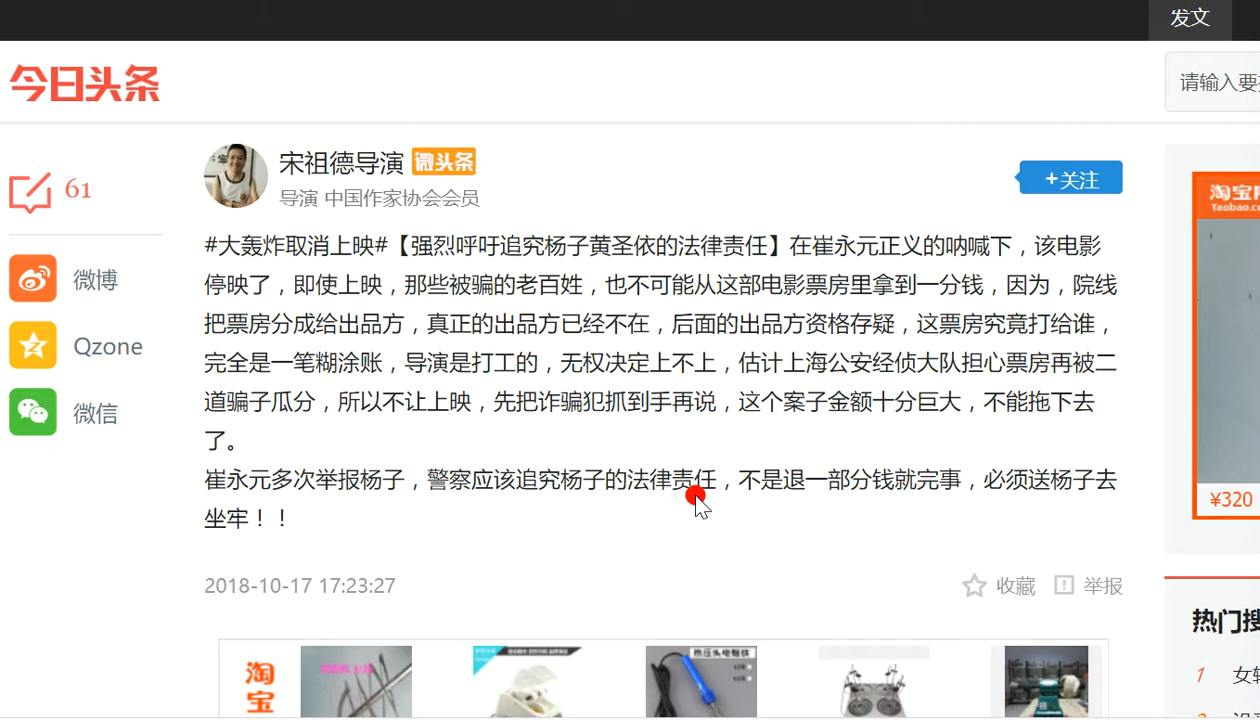 发文
今日头条
请输入要
61
宋祖德导演 微头条
+关注
导演 中国作家协会会员
淘宝
Taobao.c
#大轰炸取消上映#【强烈呼吁追究杨子黄圣依的法律责任】在崔永元正义的呐喊下，该电影
停映了，即使上映，那些被骗的老百姓，也不可能从这部电影票房里拿到一分钱，因为，院线
把票房分成给出品方，真正的出品方已经不在，后面的出品方资格存疑，这票房究竟打给谁，
完全是一笔糊涂账，导演是打工的，无权决定上不上，估计上海公安经侦大队担心票房再被二
道骗子瓜分，所以不让上映，先把诈骗犯抓到手再说，这个案子金额十分巨大，不能拖下去
了。
崔永元多次举报杨子，警察应该追究杨子的法律责任，不是退一部分钱就完事，必须送杨子去
坐牢！！
微博
Qzone
微信
¥320
2018-10-17 17:23:27
收藏
举报
热门搜
淘
宝
热压头电烙铁
1 女